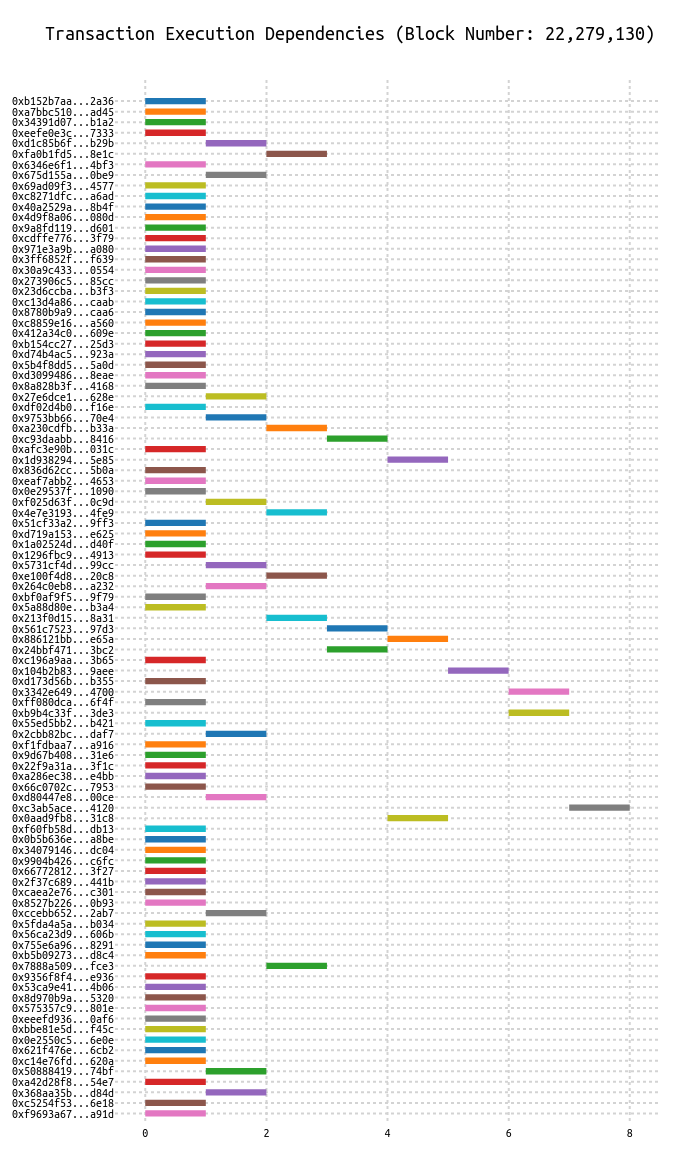 Transaction Execution Dependencies (Block Number: 22,279,130)
0xb152b7aa...2a36
0xa7bbc510...ad45
0x34391d07...b1a2
0xeefe0e3c...7333
0xd1c85b6f...b29b
0xfa0b1fd5...8e1c
0x6346e6f1...4bf3
0x675d155a...0be9
0x69ad09f3...4577
0xc8271dfc...a6ad
0x40a2529a...8b4f
0x4d9f8a06...080d
0x9a8fd119...d601
0xcdffe776...3f79
0x971e3a9b...a080
0x3ff6852f...f639
0x30a9c433...0554
0x273906c5...85cc
0x23d6ccba...b3f3
0xc13d4a86...caab
0x8780b9a9...caa6
0xc8859e16...a560
0x412a34c0...609e
0xb154cc27...25d3
0xd74b4ac5...923a
0x5b4f8dd5...5a0d
0xd3099486...8eae
0x8a828b3f...4168
0x27e6dce1...628e
0xdf02d4b0...f16e
0x9753bb66...70e4
0xa230cdfb...b33a
0xc93daabb...8416
0xafc3e90b...031c
0x1d938294...5e85
0x836d62cc...5b0a
0xeaf7abb2...4653
0x0e29537f...1090
0xf025d63f...0c9d
0x4e7e3193...4fe9
0x51cf33a2...9ff3
0xd719a153...e625
0x1a02524d...d40f
0x1296fbc9...4913
0x5731cf4d...99cc
0xe100f4d8...20c8
0x264c0eb8...a232
0xbf0af9f5...9f79
0x5a88d80e...b3a4
0x213f0d15...8a31
0x561c7523...97d3
0x886121bb...e65a
0x24bbf471...3bc2
0xc196a9aa...3b65
0x104b2b83...9aee
0xd173d56b...b355
0x3342e649...4700
0xff080dca...6f4f
0xb9b4c33f...3de3
0x55ed5bb2...b421
0x2cbb82bc...daf7
0xf1fdbaa7...a916
0x9d67b408...31e6
0x22f9a31a...3f1c
0xa286ec38...e4bb
0x66c0702c...7953
0xd80447e8...00ce
0xc3ab5ace...4120
0x0aad9fb8...31c8
0xf60fb58d...db13
0x0b5b636e...a8be
0x34079146...dc04
0x9904b426...c6fc
0x66772812...3f27
0x2f37c689...441b
0xcaea2e76...c301
0x8527b226...0b93
0xccebb652...2ab7
0x5fda4a5a...b034
0x56ca23d9...606b
0x755e6a96...8291
0xb5b09273...d8c4
0x7888a509...fce3
0x9356f8f4...e936
0x53ca9e41...4b06
0x8d970b9a...5320
0x575357c9...801e
0xeeefd936...0af6
0xbbe81e5d...f45c
0x0e2550c5...6e0e
0x621f476e...6cb2
0xc14e76fd...620a
0x50888419...74bf
0xa42d28f8...54e7
0x368aa35b...d84d
0xc5254f53...6e18
0xf9693a67...a91d
0 2 4 6 8